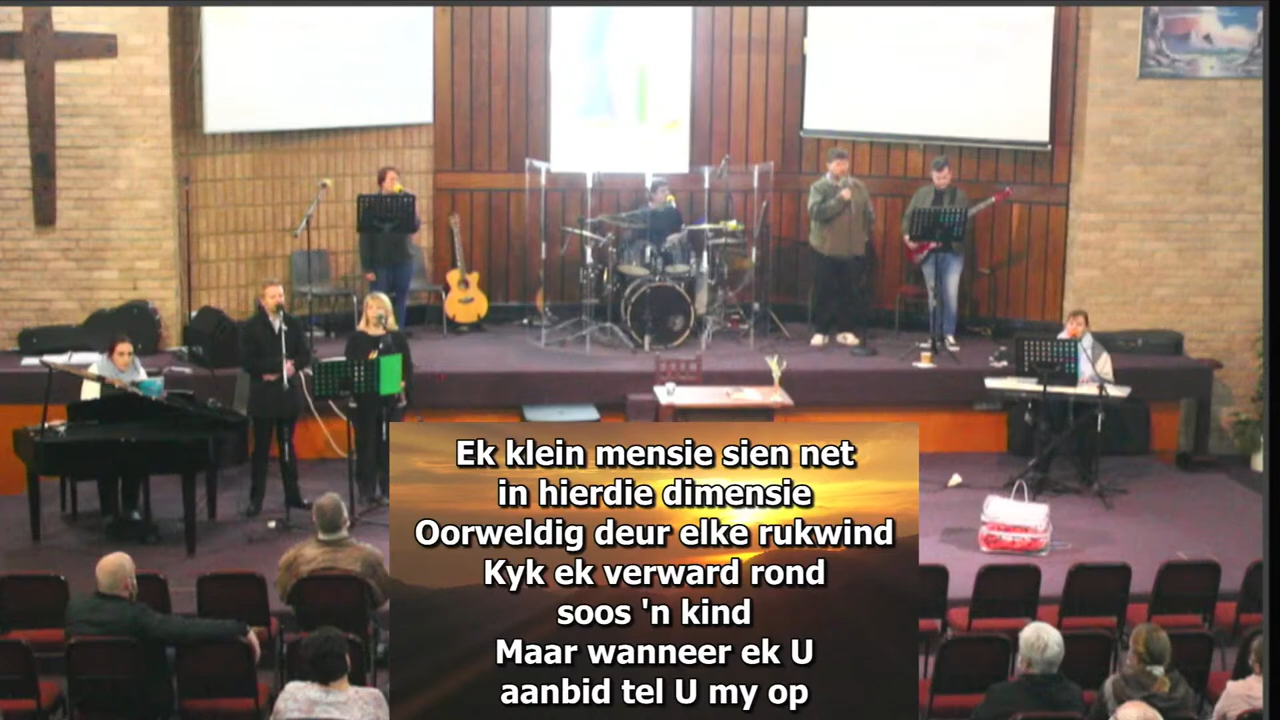 Ek klein mensie sien net
in hierdie dimensie
Oorweldig deur elke rukwind
Kyk ek verward rond
soos 'n kind
Maar wanneer ek U
aanbid tel U my op